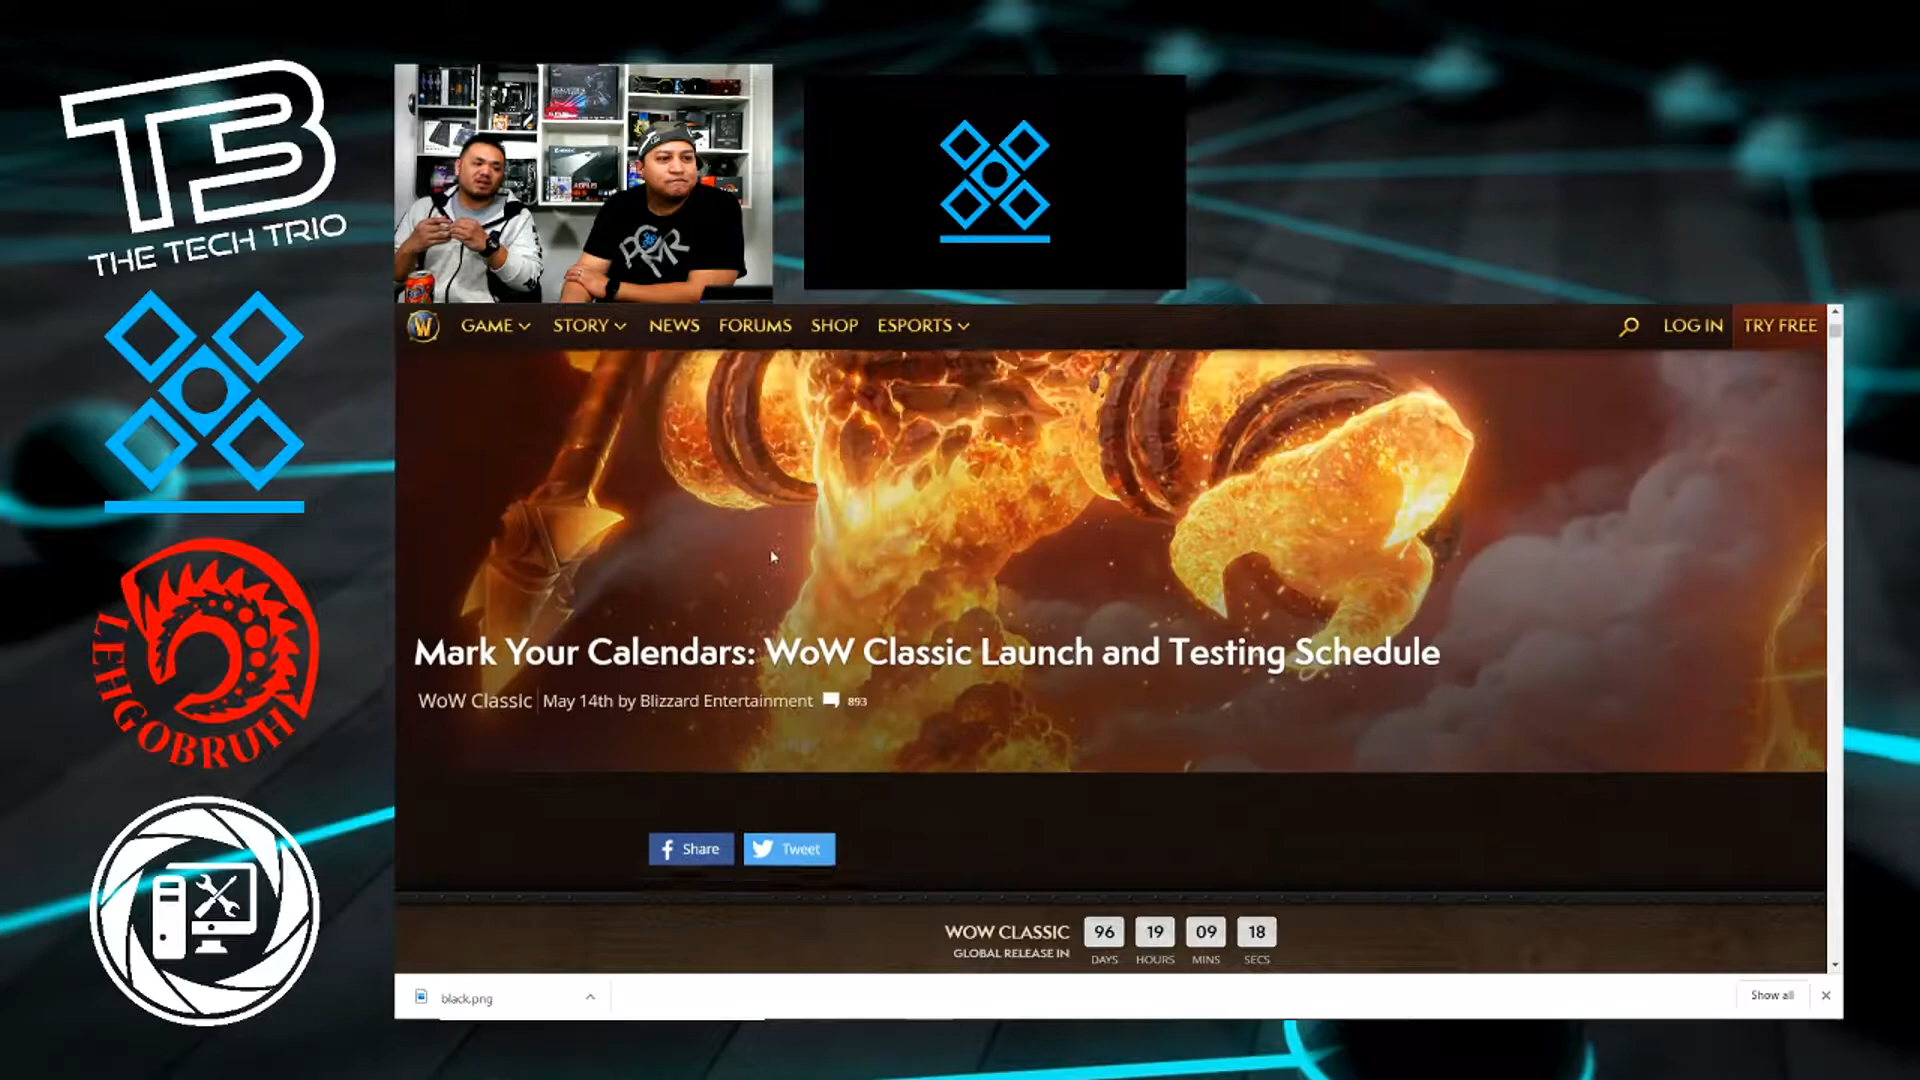 T3
THE TECH TRIO
LEHGOBRUH
PCMR
GAME STORY NEWS FORUMS SHOP ESPORTS LOG IN TRY FREE
Mark Your Calendars: WoW Classic Launch and Testing Schedule
WoW Classic May 14th by Blizzard Entertainment 893
Share Tweet
WOW CLASSIC 96 19 09 18
GLOBAL RELEASE IN DAYS HOURS MINS SECS
black.png Show all